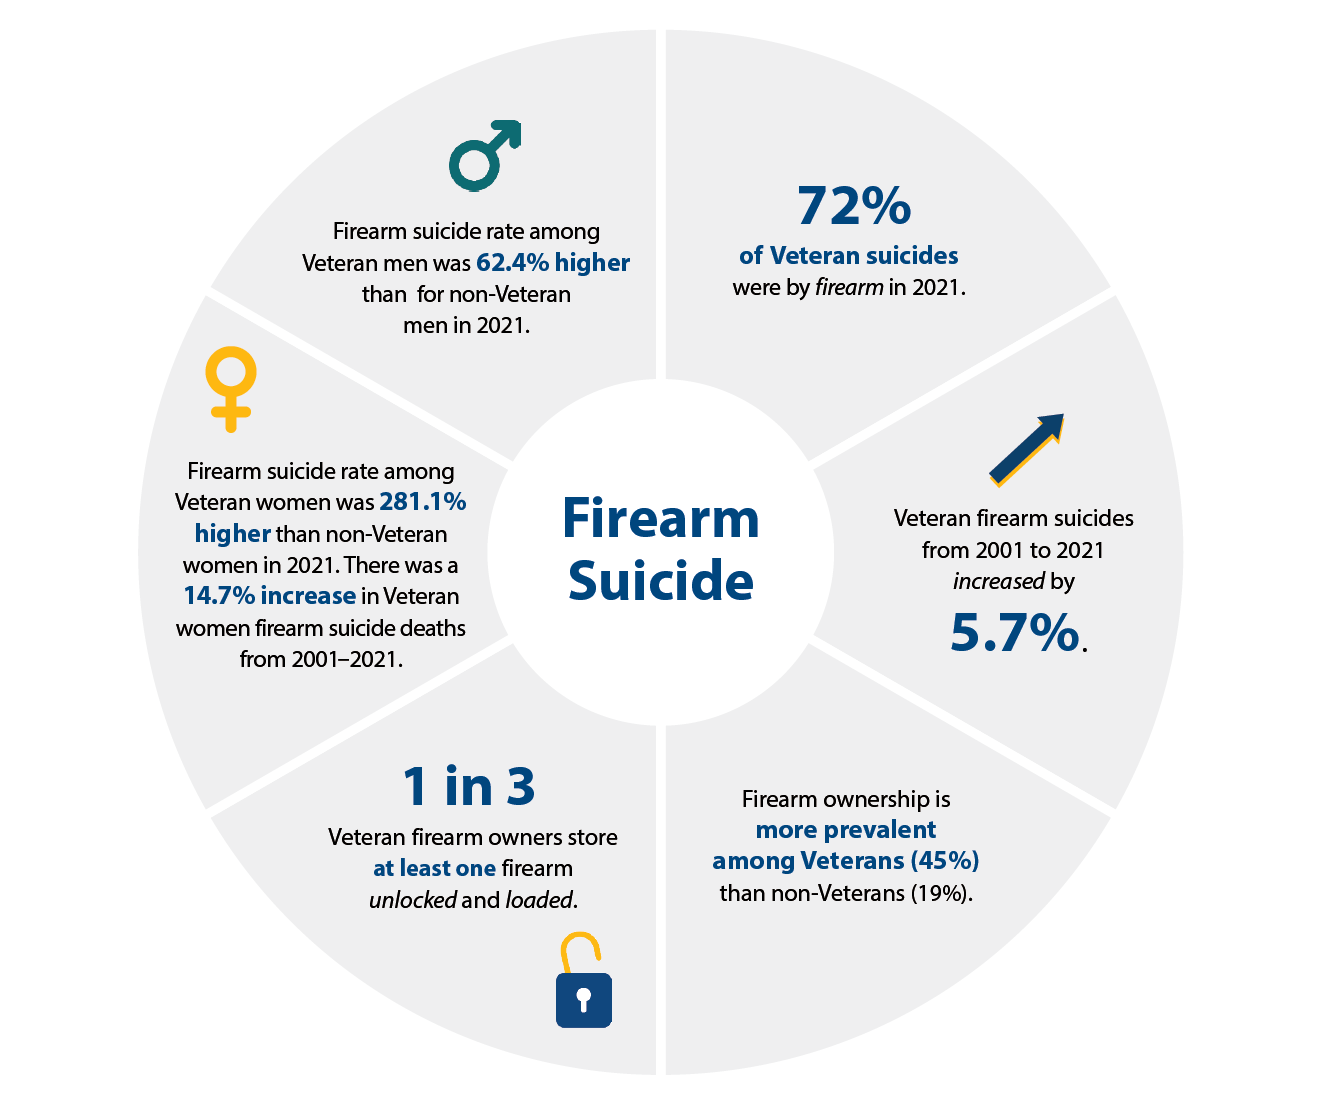 Firearm
Suicide
72%
of Veteran suicides
were by firearm in 2021.
Veteran firearm suicides
from 2001 to 2021
increased by
5.7%.
Firearm ownership is
more prevalent
among Veterans (45%)
than non-Veterans (19%).
1 in 3
Veteran firearm owners store
at least one firearm
unlocked and loaded.
Firearm suicide rate among
Veteran women was 281.1%
higher than non-Veteran
women in 2021. There was a
14.7% increase in Veteran
women firearm suicide deaths
from 2001–2021.
Firearm suicide rate among
Veteran men was 62.4% higher
than for non-Veteran
men in 2021.